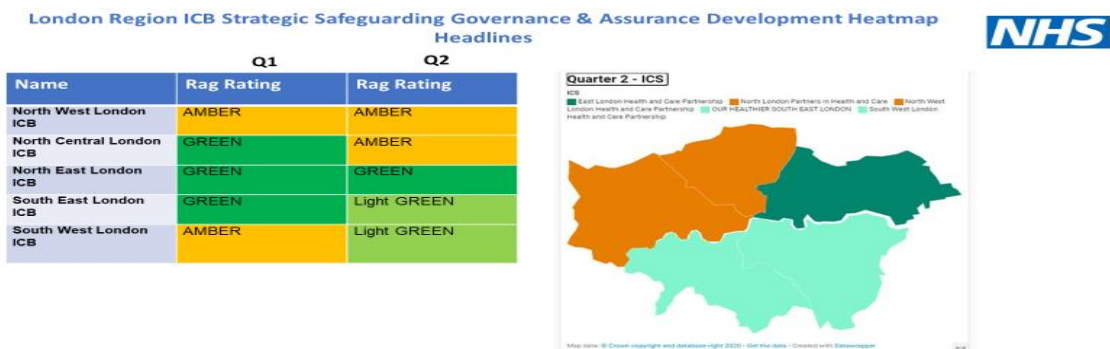 London Region ICB Strategic Safeguarding Governance & Assurance Development Heatmap
Headlines
NHS
Q1 Q2
Name Rag Rating Rag Rating
North West London
ICB
AMBER AMBER
North Central London
ICB
GREEN AMBER
North East London
ICB
GREEN GREEN
South East London
ICB
GREEN Light GREEN
South West London
ICB
AMBER Light GREEN
Quarter 2 - ICS
ICS
East London Health and Care Partnership North London Partners in Health and Care North West
London Health and Care Partnership OUR HEALTHIER SOUTH EAST LONDON South West London
Health and Care Partnership
Map data: © Crown copyright and database right 2020 · Get the data · Created with Datawrapper